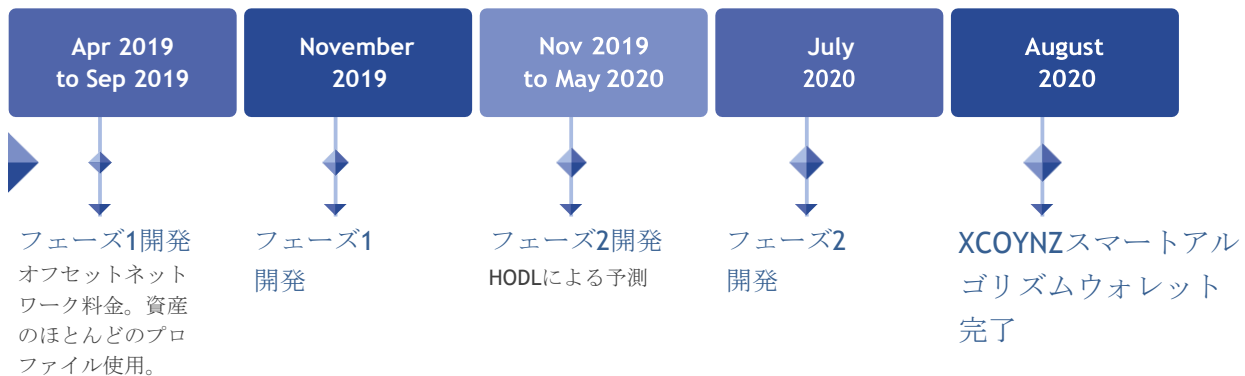 Apr 2019
to Sep 2019
November
2019
Nov 2019
to May 2020
July
2020
August
2020
フェーズ1開発
オフセットネット
ワーク料金。資産
のほとんどのプロ
ファイル使用。
フェーズ1
開発
フェーズ2開発
HODLによる予測
フェーズ2
開発
XCOYNZスマートアル
ゴリズムウォレット
完了